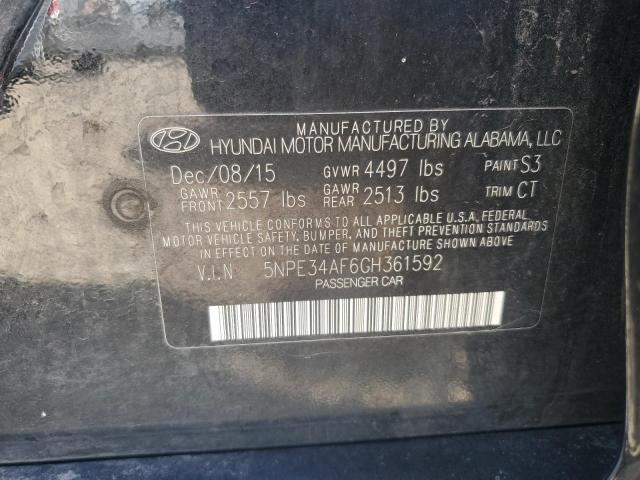 MANUFACTURED BY
HYUNDAI MOTOR MANUFACTURING ALABAMA, LLC
Dec/08/15 GVWR 4497 lbs PAINT S3
GAWR FRONT 2557 lbs GAWR REAR 2513 lbs TRIM CT
THIS VEHICLE CONFORMS TO ALL APPLICABLE U.S.A. FEDERAL
MOTOR VEHICLE SAFETY, BUMPER, AND THEFT PREVENTION STANDARDS
IN EFFECT ON THE DATE OF MANUFACTURE SHOWN ABOVE
V.I.N 5NPE34AF6GH361592
PASSENGER CAR